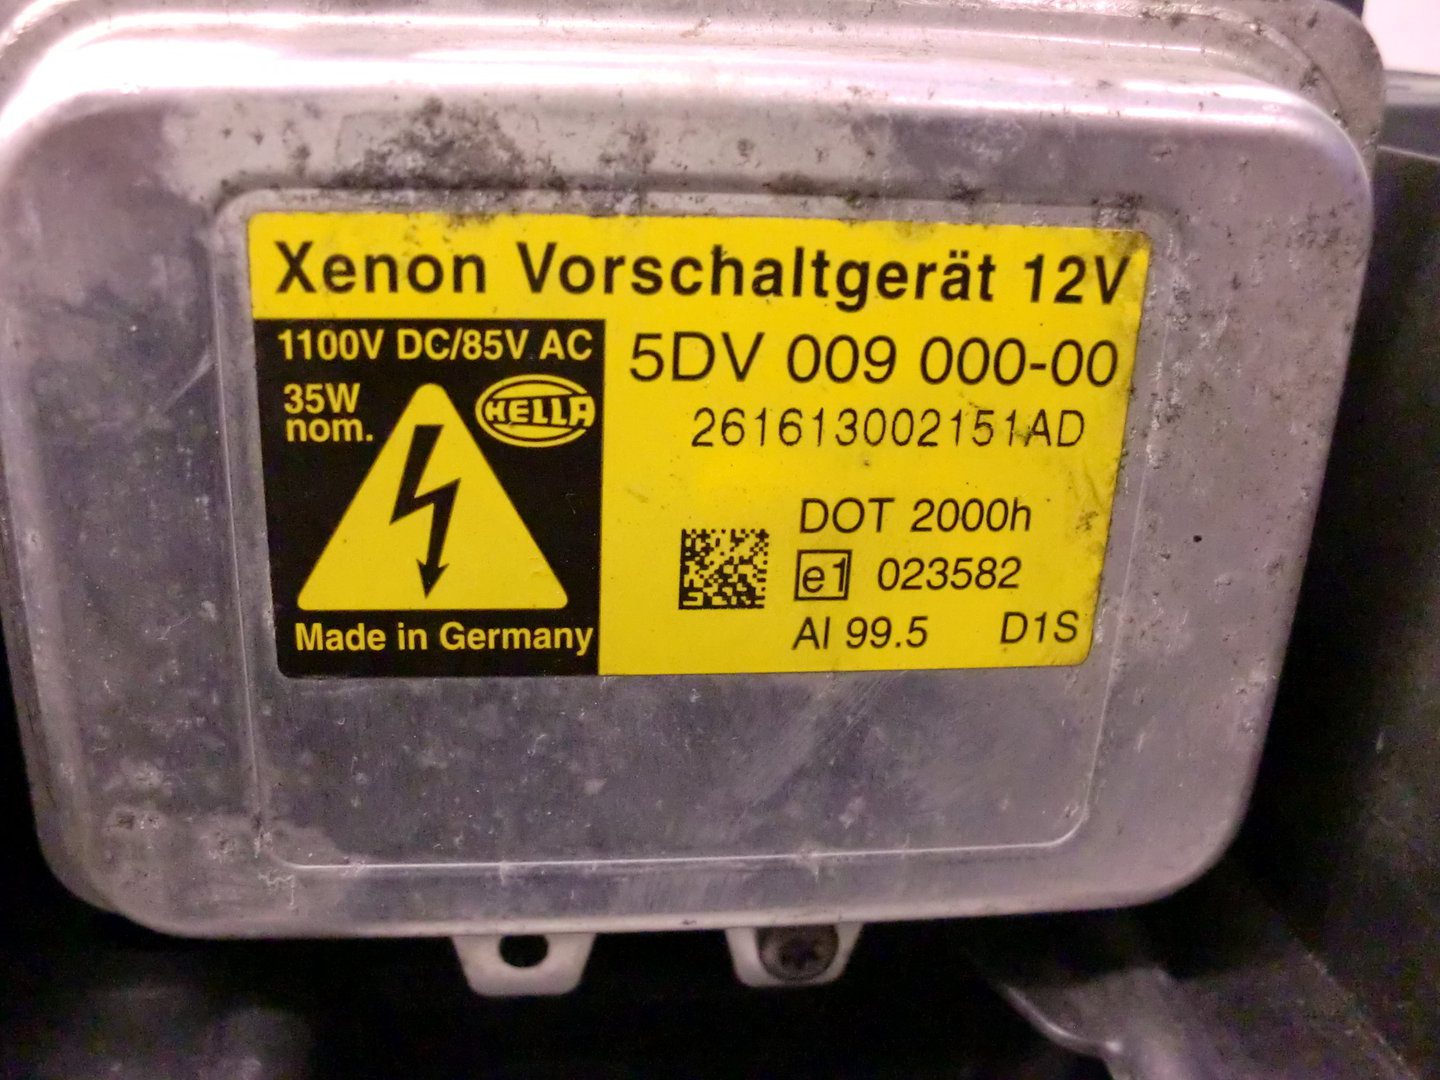 Xenon Vorschaltgerät 12V
1100V DC/85V AC
35W
nom.
HELLA
Made in Germany
5DV 009 000-00
261613002151AD
DOT 2000h
e1 023582
Al 99.5 D1S